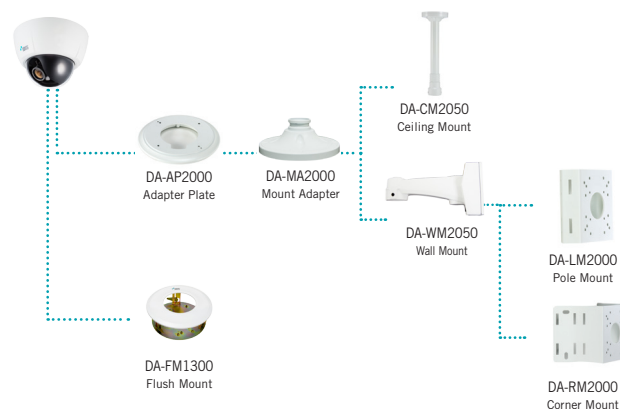 DA-CM2050
Ceiling Mount
DA-AP2000
Adapter Plate
DA-MA2000
Mount Adapter
DA-WM2050
Wall Mount
DA-LM2000
Pole Mount
DA-FM1300
Flush Mount
DA-RM2000
Corner Mount